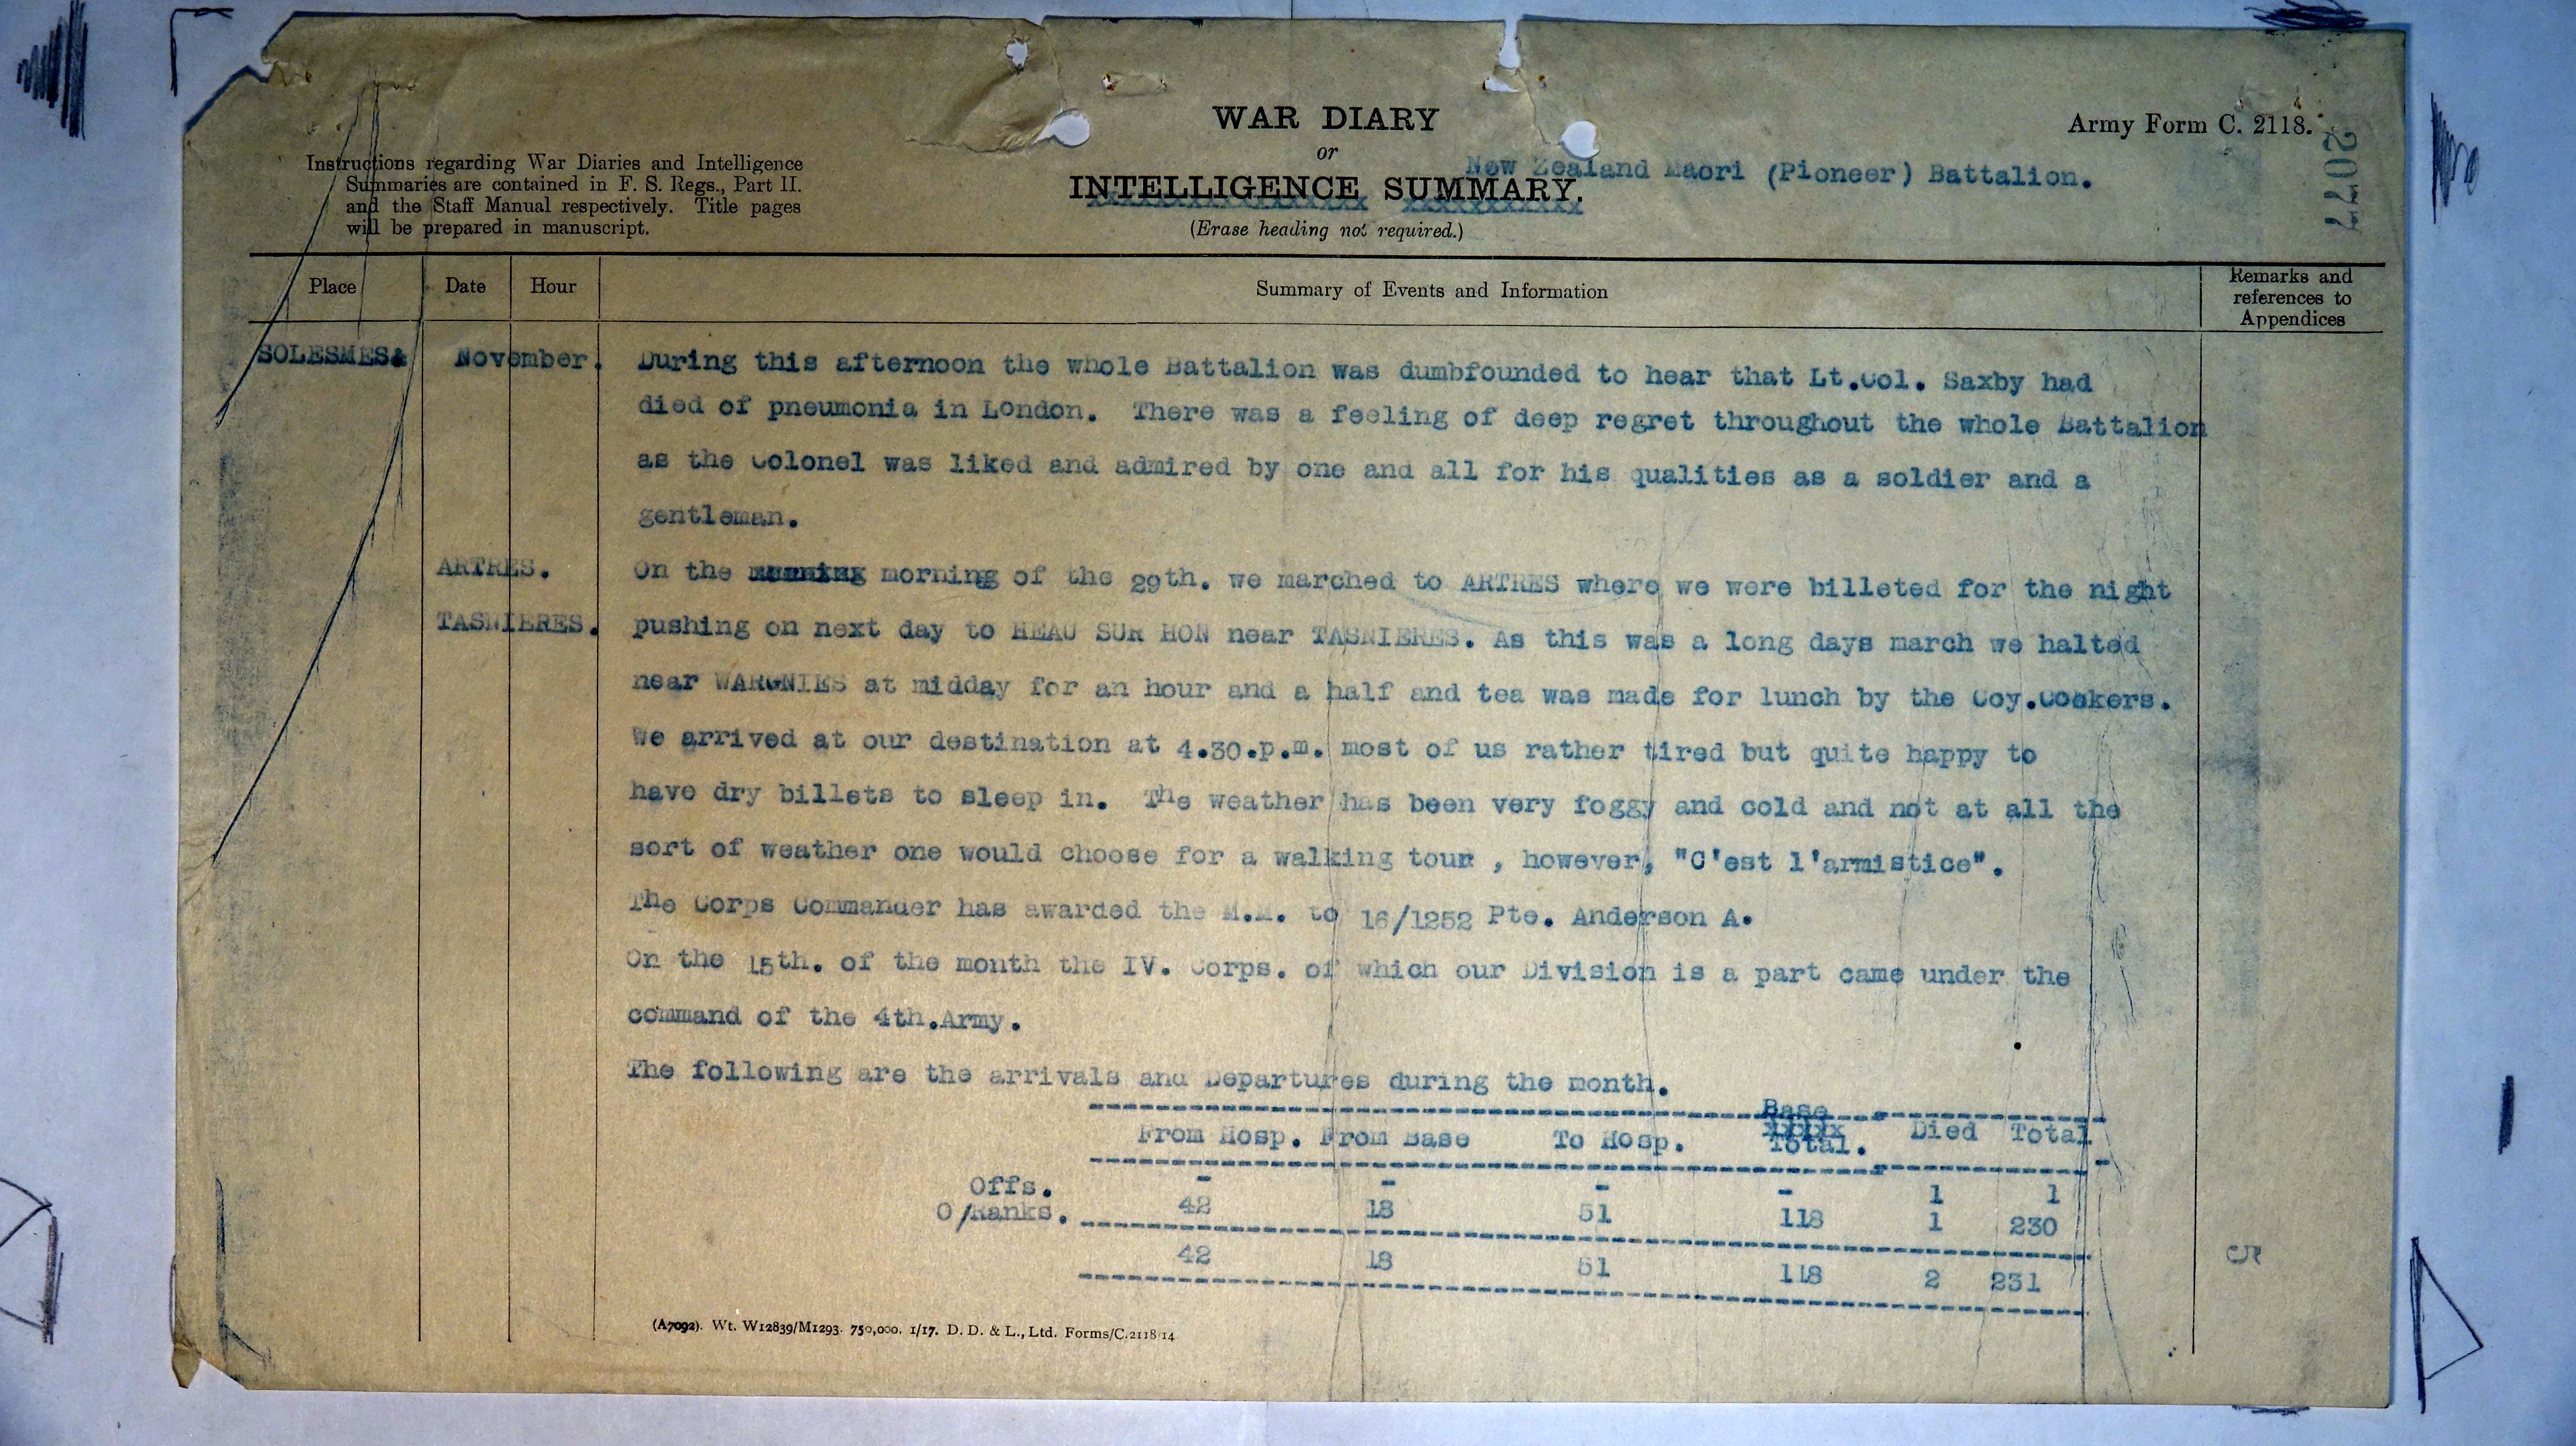 WAR DIARY
or
INTELLIGENCE SUMMARY.
(Erase heading not required.)
New Zealand Maori (Pioneer) Battalion.
Army Form C. 2118.
2077
Instructions regarding War Diaries and Intelligence
Summaries are contained in F. S. Regs., Part II.
and the Staff Manual respectively. Title pages
will be prepared in manuscript.
Place Date Hour Summary of Events and Information Remarks and
references to
Appendices
SOLESMES& November. During this afternoon the whole Battalion was dumbfounded to hear that Lt.Col. Saxby had
died of pneumonia in London. There was a feeling of deep regret throughout the whole Battalion
as the Colonel was liked and admired by one and all for his qualities as a soldier and a
gentleman.
ARTRES. On the morning of the 29th. we marched to ARTRES where we were billeted for the night
TASNIERES. pushing on next day to HEAU SUR HON near TASNIERES. As this was a long days march we halted
near WARGNIES at midday for an hour and a half and tea was made for lunch by the Coy.Cookers.
We arrived at our destination at 4.30.p.m. most of us rather tired but quite happy to
have dry billets to sleep in. The weather has been very foggy and cold and not at all the
sort of weather one would choose for a walking tour , however, "C'est l'armistice".
The Corps Commander has awarded the M.M. to 16/1252 Pte. Anderson A.
On the 15th. of the month the IV. Corps. of which our Division is a part came under the
command of the 4th.Army.
The following are the arrivals and Departures during the month.
Base
From Hosp. From Base To Hosp. xxxxx Died Total
Total.
Offs. - - - - 1 1
O/Ranks. 42 18 51 118 1 230
42 18 51 118 2 231
(A7092). Wt. W12839/M1293. 750,000. 1/17. D. D. & L., Ltd. Forms/C.2118/14
5